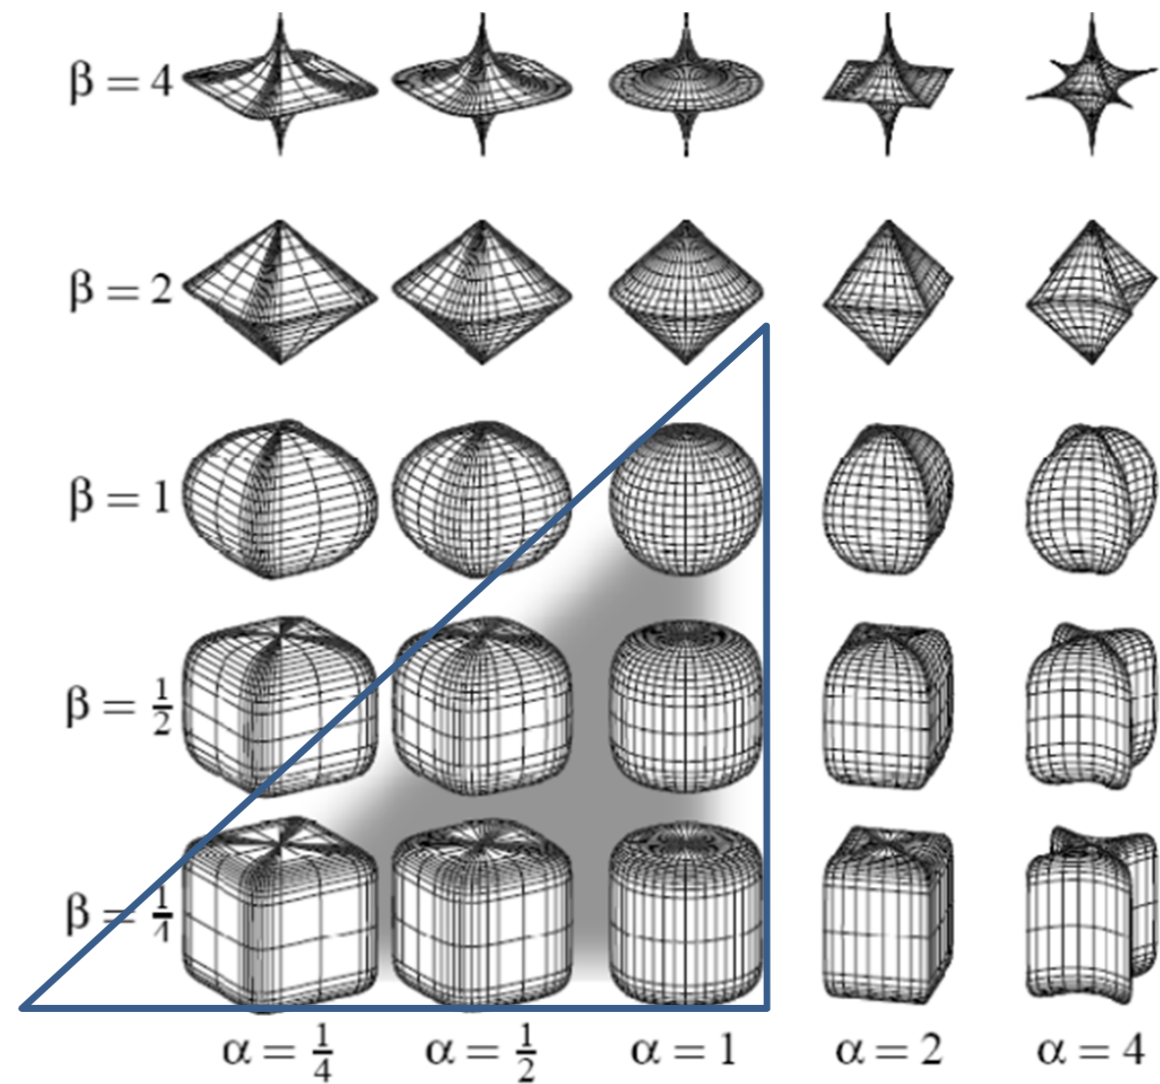 β = 4
β = 2
β = 1
β = 1/2
β = 1/4
α = 1/4 α = 1/2 α = 1 α = 2 α = 4